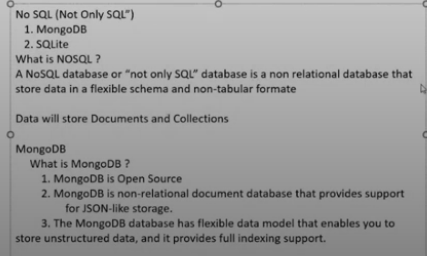 No SQL (Not Only SQL")
1. MongoDB
2. SQLite
What is NOSQL ?
A NoSQL database or "not only SQL" database is a non relational database that
store data in a flexible schema and non-tabular formate
Data will store Documents and Collections
MongoDB
What is MongoDB ?
1. MongoDB is Open Source
2. MongoDB is non-relational document database that provides support
for JSON-like storage.
3. The MongoDB database has flexible data model that enables you to
store unstructured data, and it provides full indexing support.